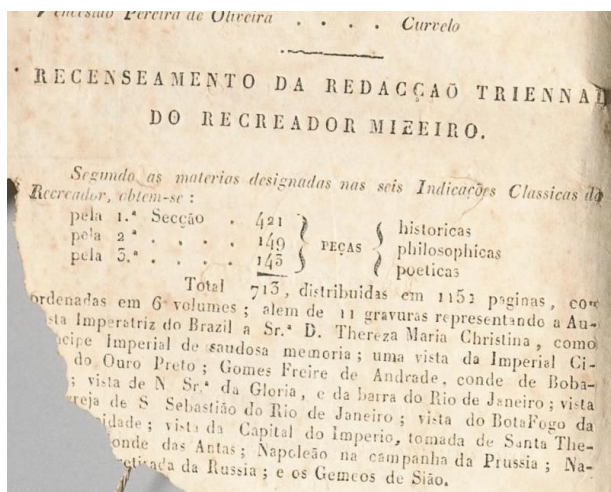 Pereira de Oliveira . . . . Curvelo
RECENSEAMENTO DA REDACÇAÕ TRIENNAL
DO RECREADOR MIEEIRO.
Segundo as materias designadas nas seis Indicações Classicas do
Recreador, obtem-se :
pela 1.ª Secção . 421 historicas
pela 2ª . . . . 149 PEÇAS philosophicas
pela 3.ª . . . . 143 poeticas
Total 713, distribuidas em 1152 paginas, co-
ordenadas em 6 volumes ; alem de 11 gravuras representando a Au-
sta Imperatriz do Brazil a Sr.ª D. Thereza Maria Christina, como
ncipe Imperial de saudosa memoria ; uma vista da Imperial Ci-
do Ouro Preto ; Gomes Freire de Andrade, conde de Boba-
; vista de N Sr.ª da Gloria, e da barra do Rio de Janeiro ; vista
greja de S Sebastião do Rio de Janeiro ; vista do BotaFogo da
idade ; vista da Capital do Imperio, tomada de Santa The-
onde das Antas ; Napoleão na campanha da Prussia ; Na-
retirada da Russia ; e os Gemeos de Sião.